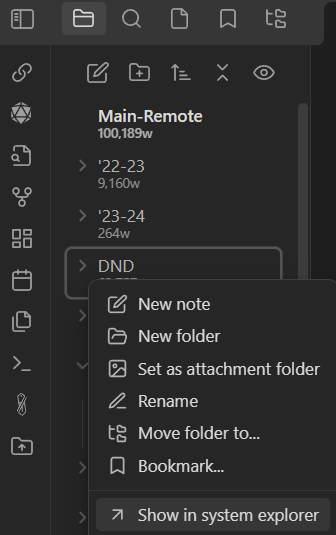 Main-Remote
100,189w
'22-23
9,160w
'23-24
264w
DND
New note
New folder
Set as attachment folder
Rename
Move folder to...
Bookmark...
Show in system explorer